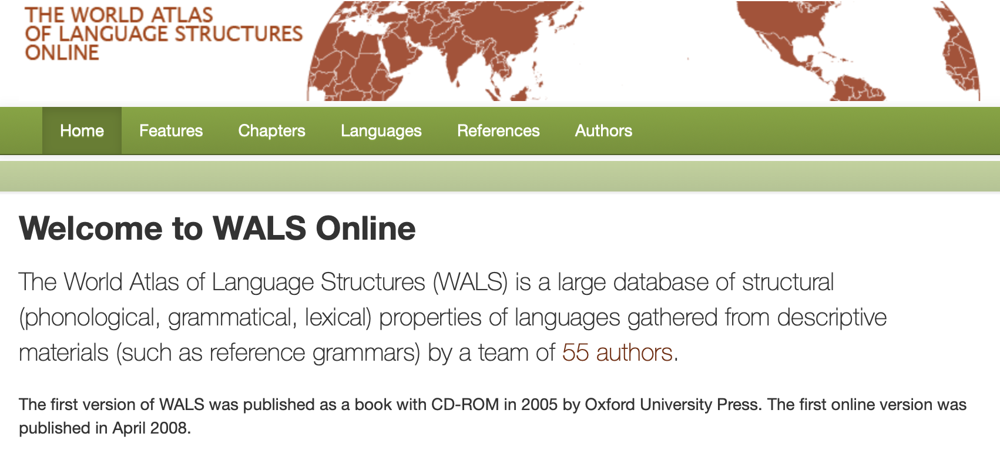 THE WORLD ATLAS
OF LANGUAGE STRUCTURES
ONLINE
Home Features Chapters Languages References Authors
Welcome to WALS Online
The World Atlas of Language Structures (WALS) is a large database of structural
(phonological, grammatical, lexical) properties of languages gathered from descriptive
materials (such as reference grammars) by a team of 55 authors.
The first version of WALS was published as a book with CD-ROM in 2005 by Oxford University Press. The first online version was
published in April 2008.